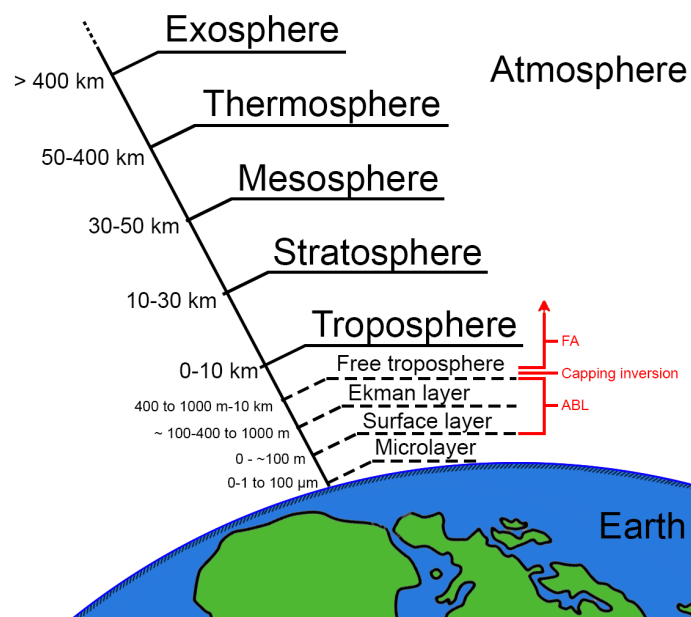 Exosphere
Atmosphere
> 400 km
Thermosphere
50-400 km
Mesosphere
30-50 km
Stratosphere
10-30 km
Troposphere
FA
0-10 km
Free troposphere
Capping inversion
400 to 1000 m-10 km
Ekman layer
ABL
~ 100-400 to 1000 m
Surface layer
0 - ~100 m
Microlayer
0-1 to 100 µm
Earth